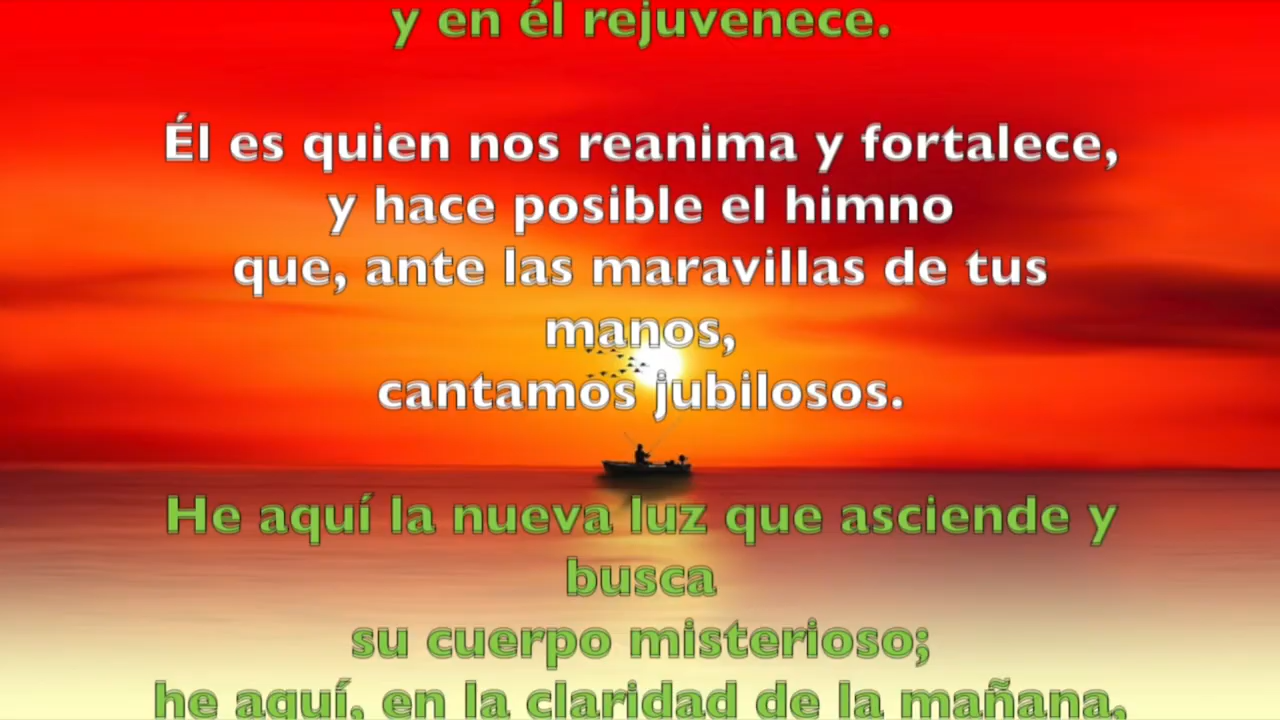 y en él rejuvenece.
Él es quien nos reanima y fortalece,
y hace posible el himno
que, ante las maravillas de tus
manos,
cantamos jubilosos.
He aquí la nueva luz que asciende y
busca
su cuerpo misterioso;
he aquí, en la claridad de la mañana,